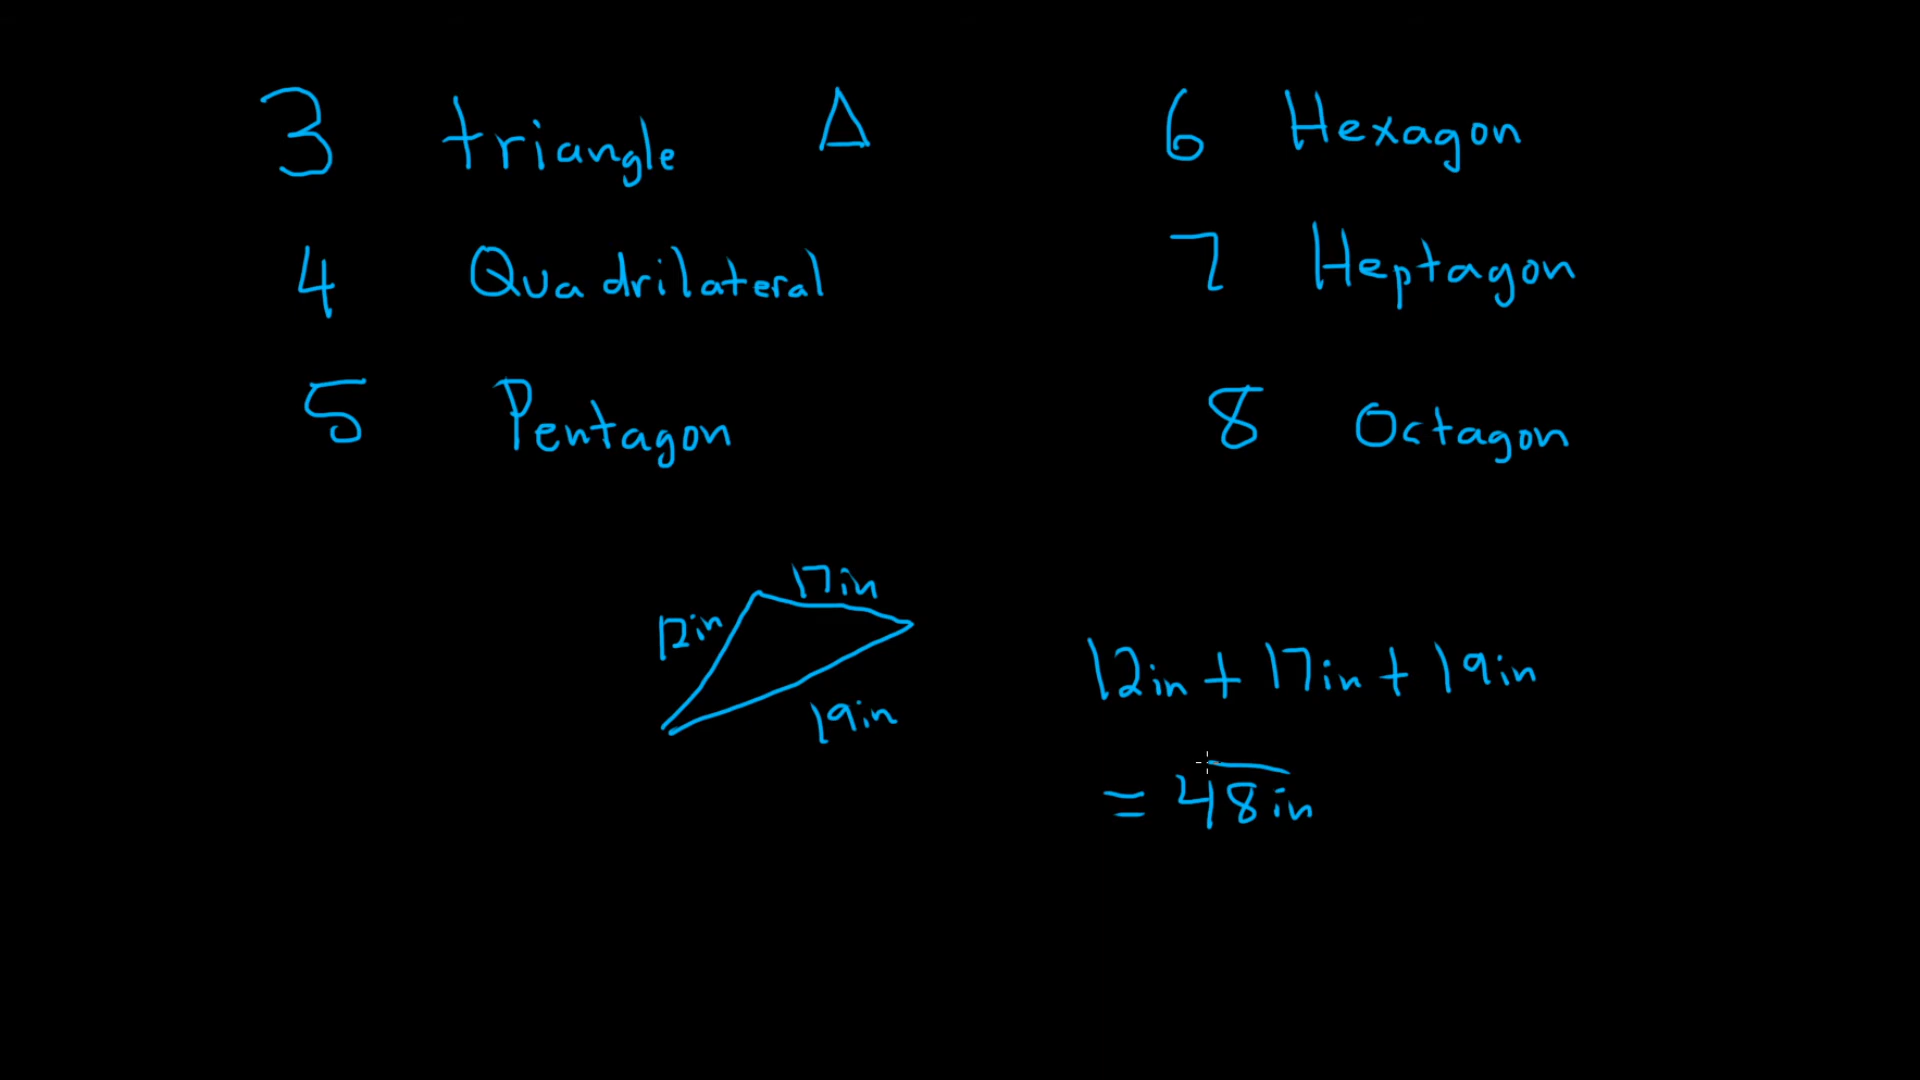 3 triangle
4 Quadrilateral
5 Pentagon
6 Hexagon
7 Heptagon
8 Octagon
17in
12in
19in
12in + 17in + 19in
= 48in